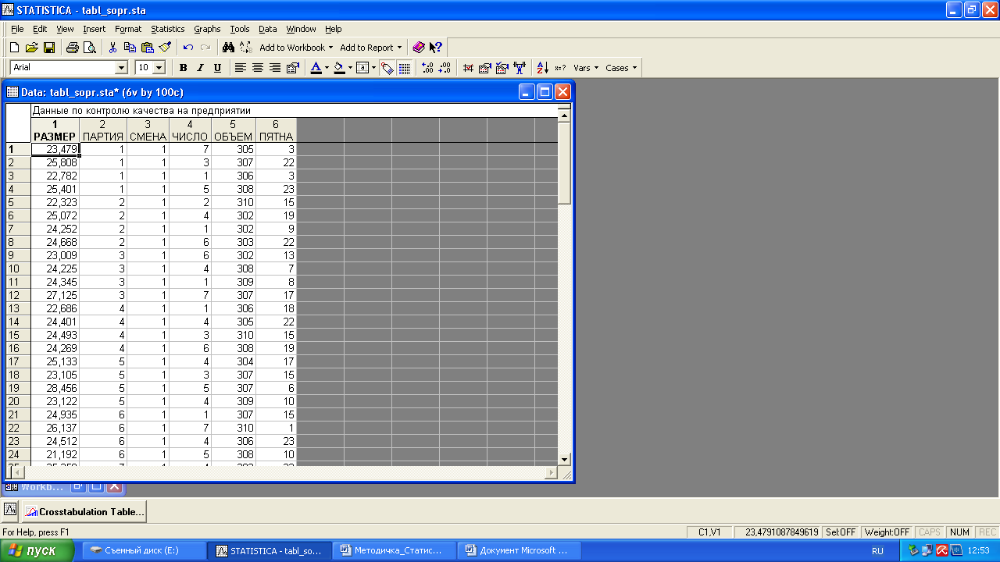 STATISTICA - tabl_sopr.sta
File Edit View Insert Format Statistics Graphs Tools Data Window Help
Add to Workbook Add to Report
Arial 10 B I U A Vars Cases
Data: tabl_sopr.sta* (6v by 100c)
Данные по контролю качества на предприятии
1 2 3 4 5 6
РАЗМЕР ПАРТИЯ СМЕНА ЧИСЛО ОБЪЕМ ПЯТНА
1 23,479 1 1 7 305 3
2 25,808 1 1 3 307 22
3 22,782 1 1 1 306 3
4 25,401 1 1 5 308 23
5 22,323 2 1 2 310 15
6 25,072 2 1 4 302 19
7 24,252 2 1 1 302 9
8 24,668 2 1 6 303 22
9 23,009 3 1 6 302 13
10 24,225 3 1 4 308 7
11 24,345 3 1 1 309 8
12 27,125 3 1 7 307 17
13 22,686 4 1 1 306 18
14 24,401 4 1 4 305 22
15 24,493 4 1 3 310 15
16 24,269 4 1 6 308 19
17 25,133 5 1 4 304 17
18 23,105 5 1 3 307 15
19 28,456 5 1 5 307 6
20 23,122 5 1 4 309 10
21 24,935 6 1 1 307 15
22 26,137 6 1 7 310 1
23 24,512 6 1 4 306 23
24 21,192 6 1 5 308 10
Workb...
Crosstabulation Table...
For Help, press F1 C1,V1 23,4791087849619 Sel:OFF Weight:OFF CAPS NUM REC
пуск Съемный диск (E:) STATISTICA - tabl_so... Методичка_Статис... Документ Microsoft ... RU 12:53